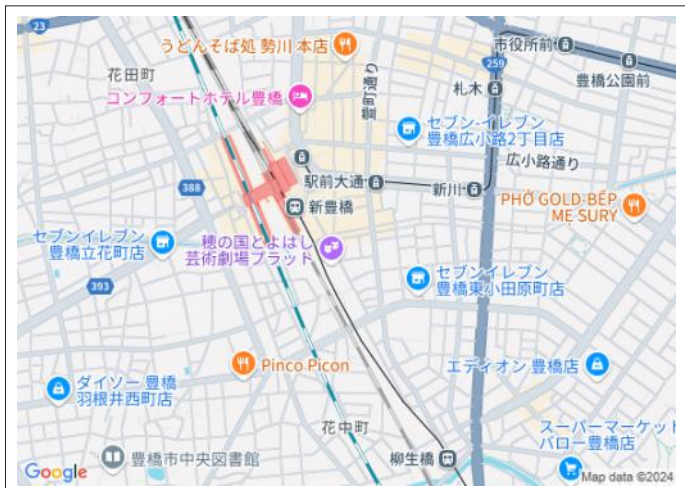 23
うどんそば処 勢川 本店
市役所前
259
豊橋公園前
花田町
コンフォートホテル豊橋
札木
セブン-イレブン
豊橋広小路2丁目店
広小路通り
388
駅前大通
新川
新豊橋
PHỞ GOLD-BẾP
MẸ SURY
セブンイレブン
豊橋立花町店
穂の国とよはし
芸術劇場プラット
セブンイレブン
豊橋東小田原町店
393
Pinco Picon
エディオン 豊橋店
ダイソー 豊橋
羽根井西町店
花中町
スーパーマーケット
バロー豊橋店
豊橋市中央図書館
柳生橋
Google
Map data ©2024